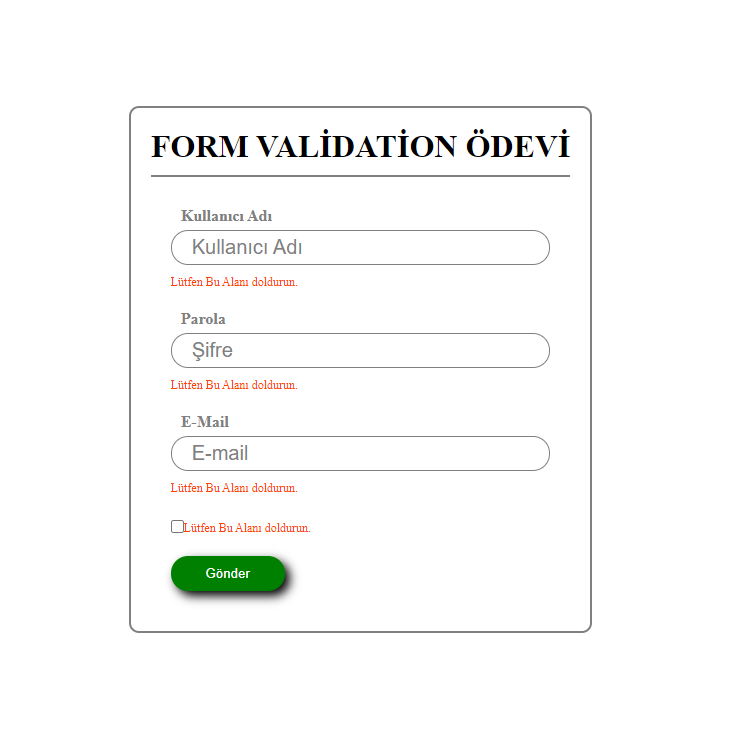 FORM VALİDATİON ÖDEVİ
Kullanıcı Adı
Kullanıcı Adı
Lütfen Bu Alanı doldurun.
Parola
Şifre
Lütfen Bu Alanı doldurun.
E-Mail
E-mail
Lütfen Bu Alanı doldurun.
Lütfen Bu Alanı doldurun.
Gönder